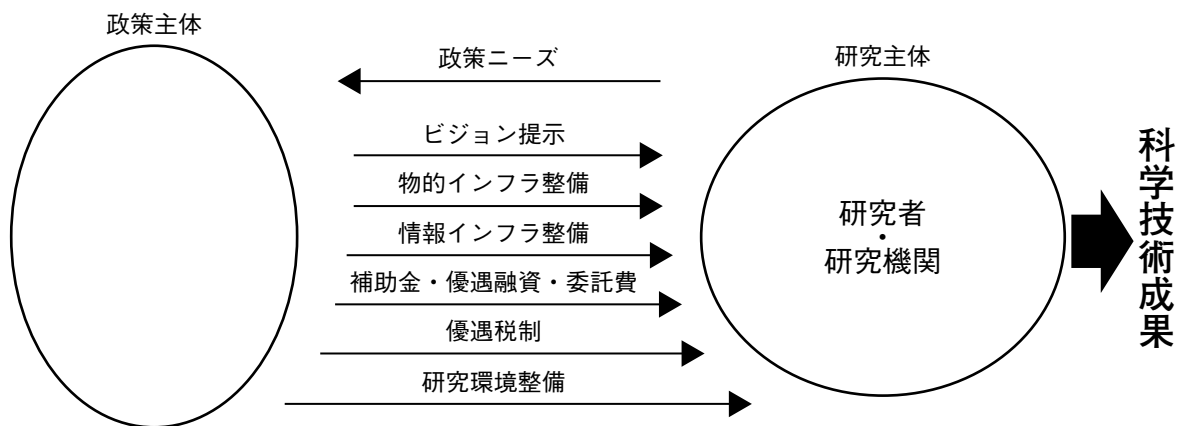 政策主体
政策ニーズ
研究主体
ビジョン提示
物的インフラ整備
情報インフラ整備
補助金・優遇融資・委託費
優遇税制
研究環境整備
研究者
・
研究機関
科学技術成果